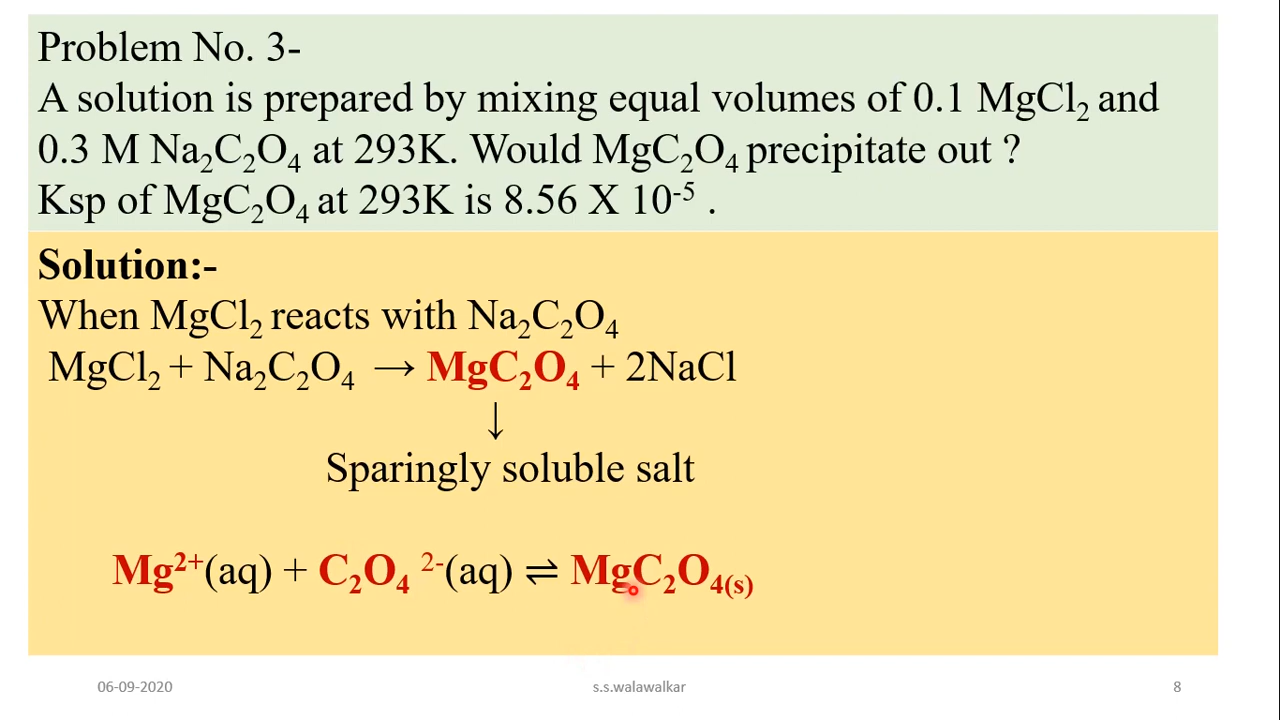 Problem No. 3-
A solution is prepared by mixing equal volumes of 0.1 MgCl₂ and
0.3 M Na₂C₂O₄ at 293K. Would MgC₂O₄ precipitate out ?
Ksp of MgC₂O₄ at 293K is 8.56 X 10⁻⁵ .
Solution:-
When MgCl₂ reacts with Na₂C₂O₄
MgCl₂ + Na₂C₂O₄ → MgC₂O₄ + 2NaCl
↓
Sparingly soluble salt
Mg²⁺(aq) + C₂O₄ ²⁻(aq) ⇌ MgC₂O₄₍s₎
06-09-2020
s.s.walawalkar
8